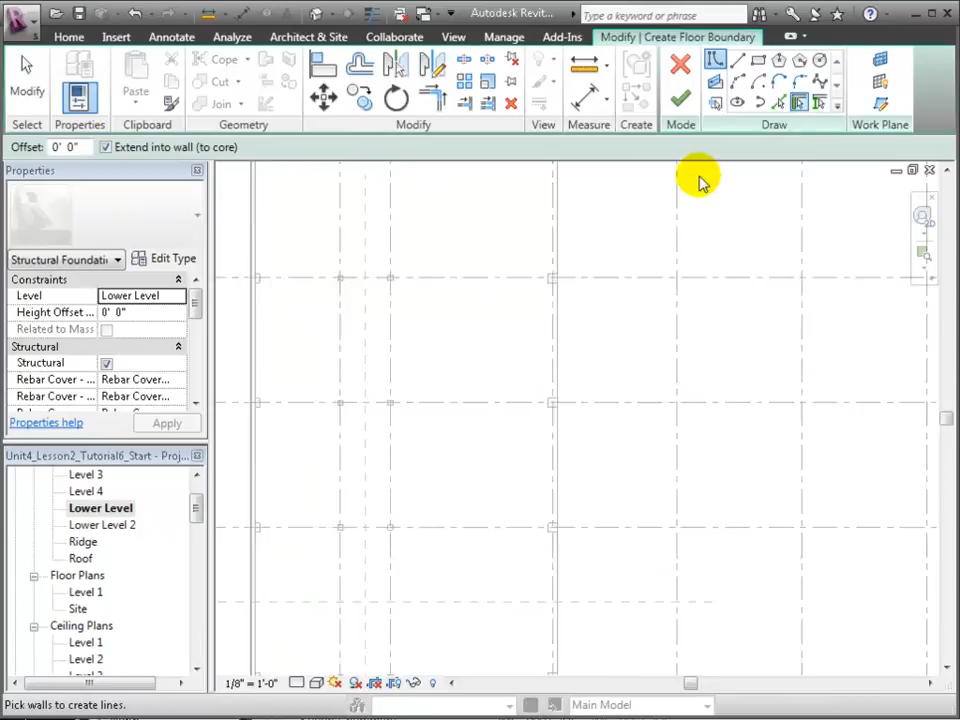 Autodesk Revit...
Type a keyword or phrase
Home Insert Annotate Analyze Architect & Site Collaborate View Manage Add-Ins Modify | Create Floor Boundary
Modify
Paste
Cope
Cut
Join
Select Properties Clipboard Geometry Modify View Measure Create Mode Draw Work Plane
Offset: 0' 0" Extend into wall (to core)
Properties
Structural Foundati
Edit Type
Constraints
Level Lower Level
Height Offset ... 0' 0"
Related to Mass
Structural
Structural
Rebar Cover - ... Rebar Cover...
Rebar Cover - ... Rebar Cover...
Properties help Apply
Unit4_Lesson2_Tutorial6_Start - Proj...
Level 3
Level 4
Lower Level
Lower Level 2
Ridge
Roof
Floor Plans
Level 1
Site
Ceiling Plans
Level 1
Level 2
1/8" = 1'-0"
Pick walls to create lines.
Main Model